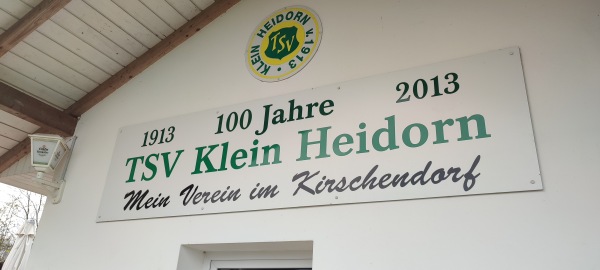 KLEIN HEIDORN v. 1913
TSV
1913 100 Jahre 2013
TSV Klein Heidorn
Mein Verein im Kirschendorf